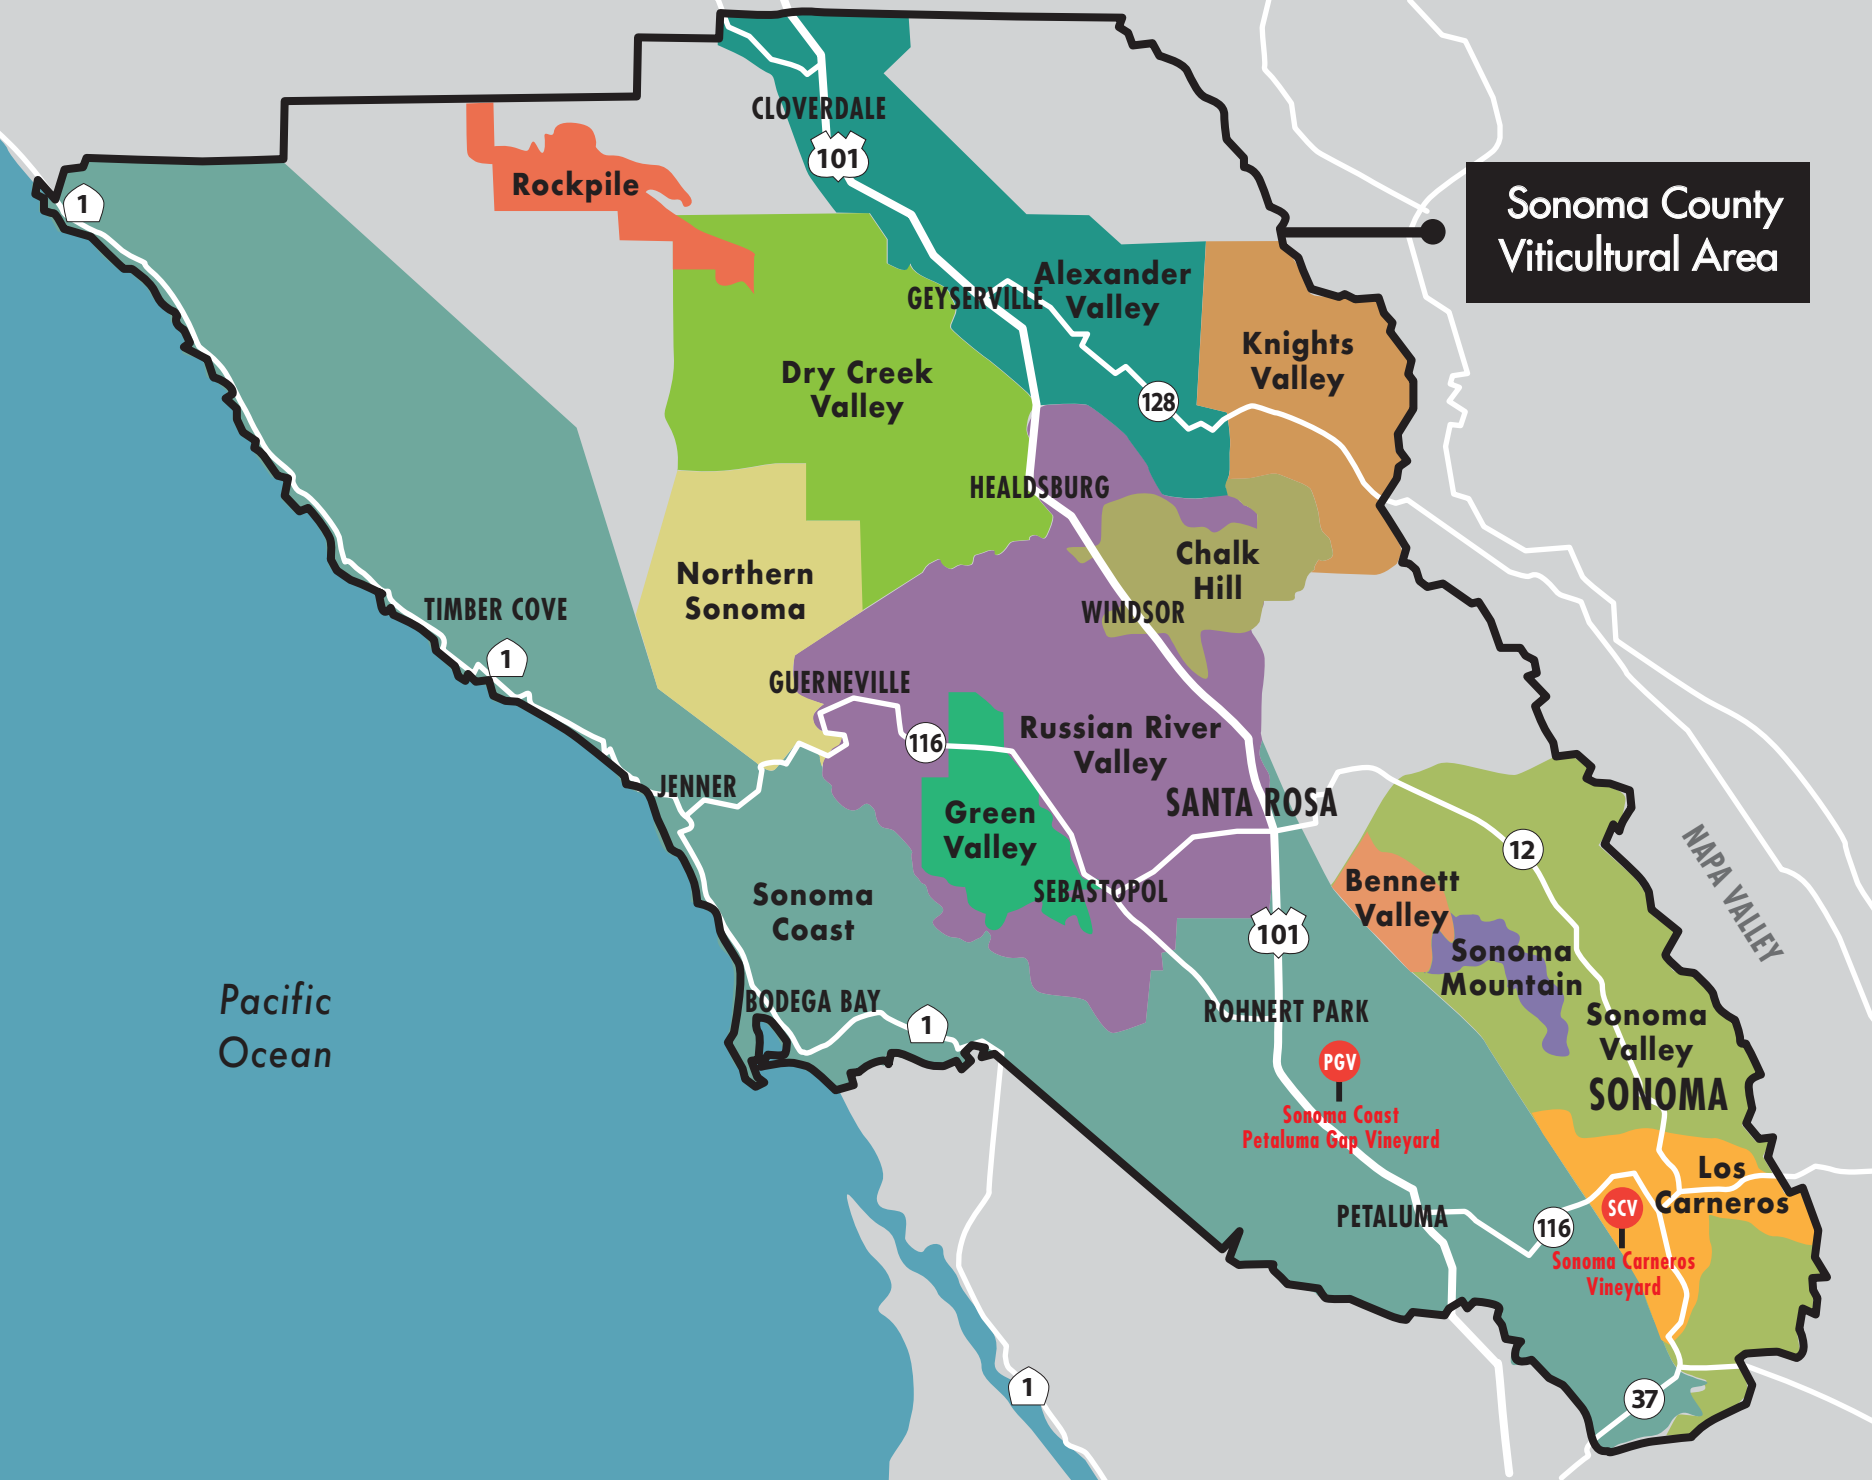 CLOVERDALE
101
Rockpile
1
Sonoma County
Viticultural Area
Alexander
Valley
GEYSERVILLE
Knights
Valley
Dry Creek
Valley
128
HEALDSBURG
Chalk
Hill
Northern
Sonoma
WINDSOR
TIMBER COVE
1
GUERNEVILLE
116
Russian River
Valley
JENNER
SANTA ROSA
Green
Valley
12
NAPA VALLEY
SEBASTOPOL
Bennett
Valley
Sonoma
Coast
101
Sonoma
Mountain
Pacific
Ocean
BODEGA BAY
1
ROHNERT PARK
Sonoma
Valley
SONOMA
PGV
Sonoma Coast
Petaluma Gap Vineyard
Los
Carneros
PETALUMA
116
SCV
Sonoma Carneros
Vineyard
1
37